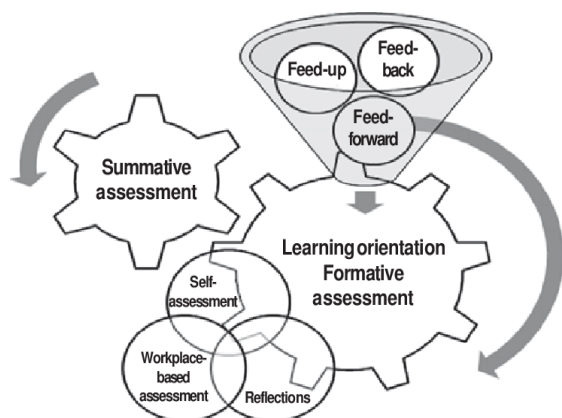 Feed-up
Feed-
back
Feed-
forward
Summative
assessment
Learning orientation
Formative
assessment
Self-
assessment
Workplace-
based
assessment
Reflections